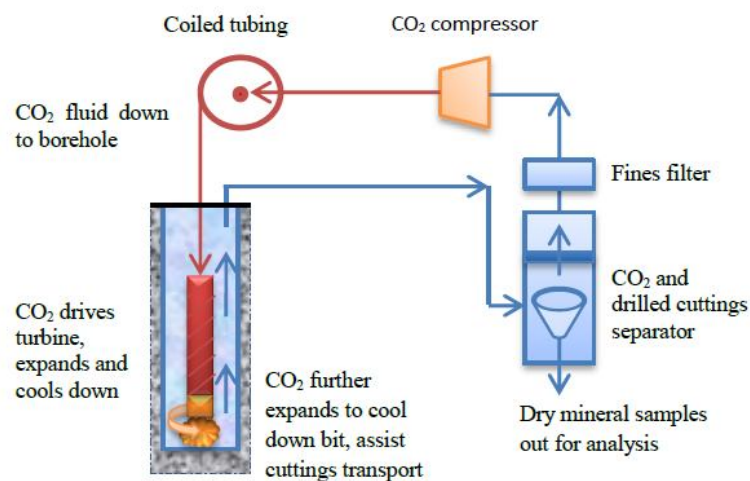 Coiled tubing
CO₂ compressor
CO₂ fluid down
to borehole
Fines filter
CO₂ and
drilled cuttings
separator
CO₂ drives
turbine,
expands and
cools down
CO₂ further
expands to cool
down bit, assist
cuttings transport
Dry mineral samples
out for analysis